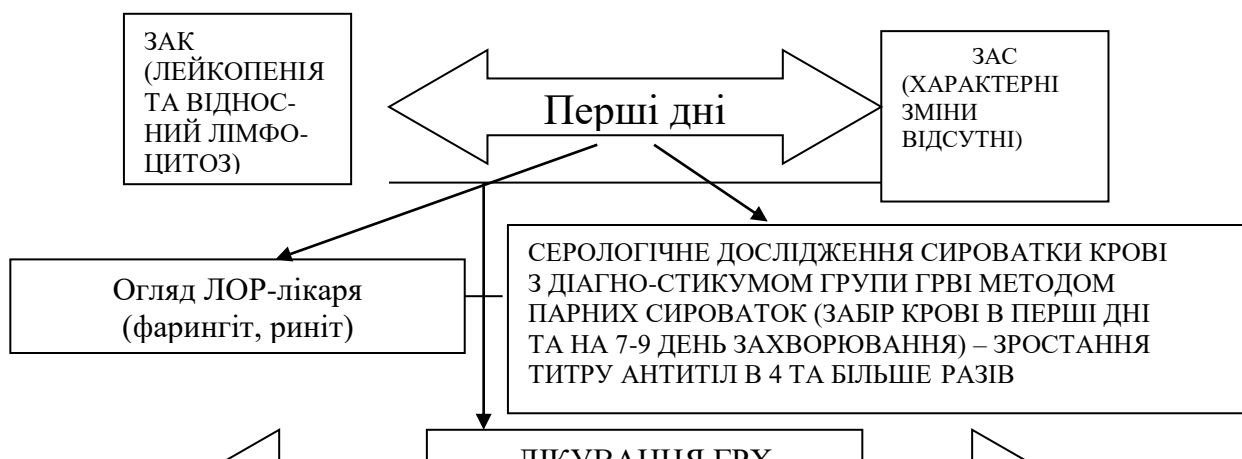 ЗАК
(ЛЕЙКОПЕНІЯ
ТА ВІДНОС-
НИЙ ЛІМФО-
ЦИТОЗ)
Перші дні
ЗАС
(ХАРАКТЕРНІ
ЗМІНИ
ВІДСУТНІ)
Огляд ЛОР-лікаря
(фарингіт, риніт)
СЕРОЛОГІЧНЕ ДОСЛІДЖЕННЯ СИРОВАТКИ КРОВІ
З ДІАГНО-СТИКУМОМ ГРУПИ ГРВІ МЕТОДОМ
ПАРНИХ СИРОВАТОК (ЗАБІР КРОВІ В ПЕРШІ ДНІ
ТА НА 7-9 ДЕНЬ ЗАХВОРЮВАННЯ) – ЗРОСТАННЯ
ТИТРУ АНТИТІЛ В 4 ТА БІЛЬШЕ РАЗІВ
ЛІКУВАННЯ